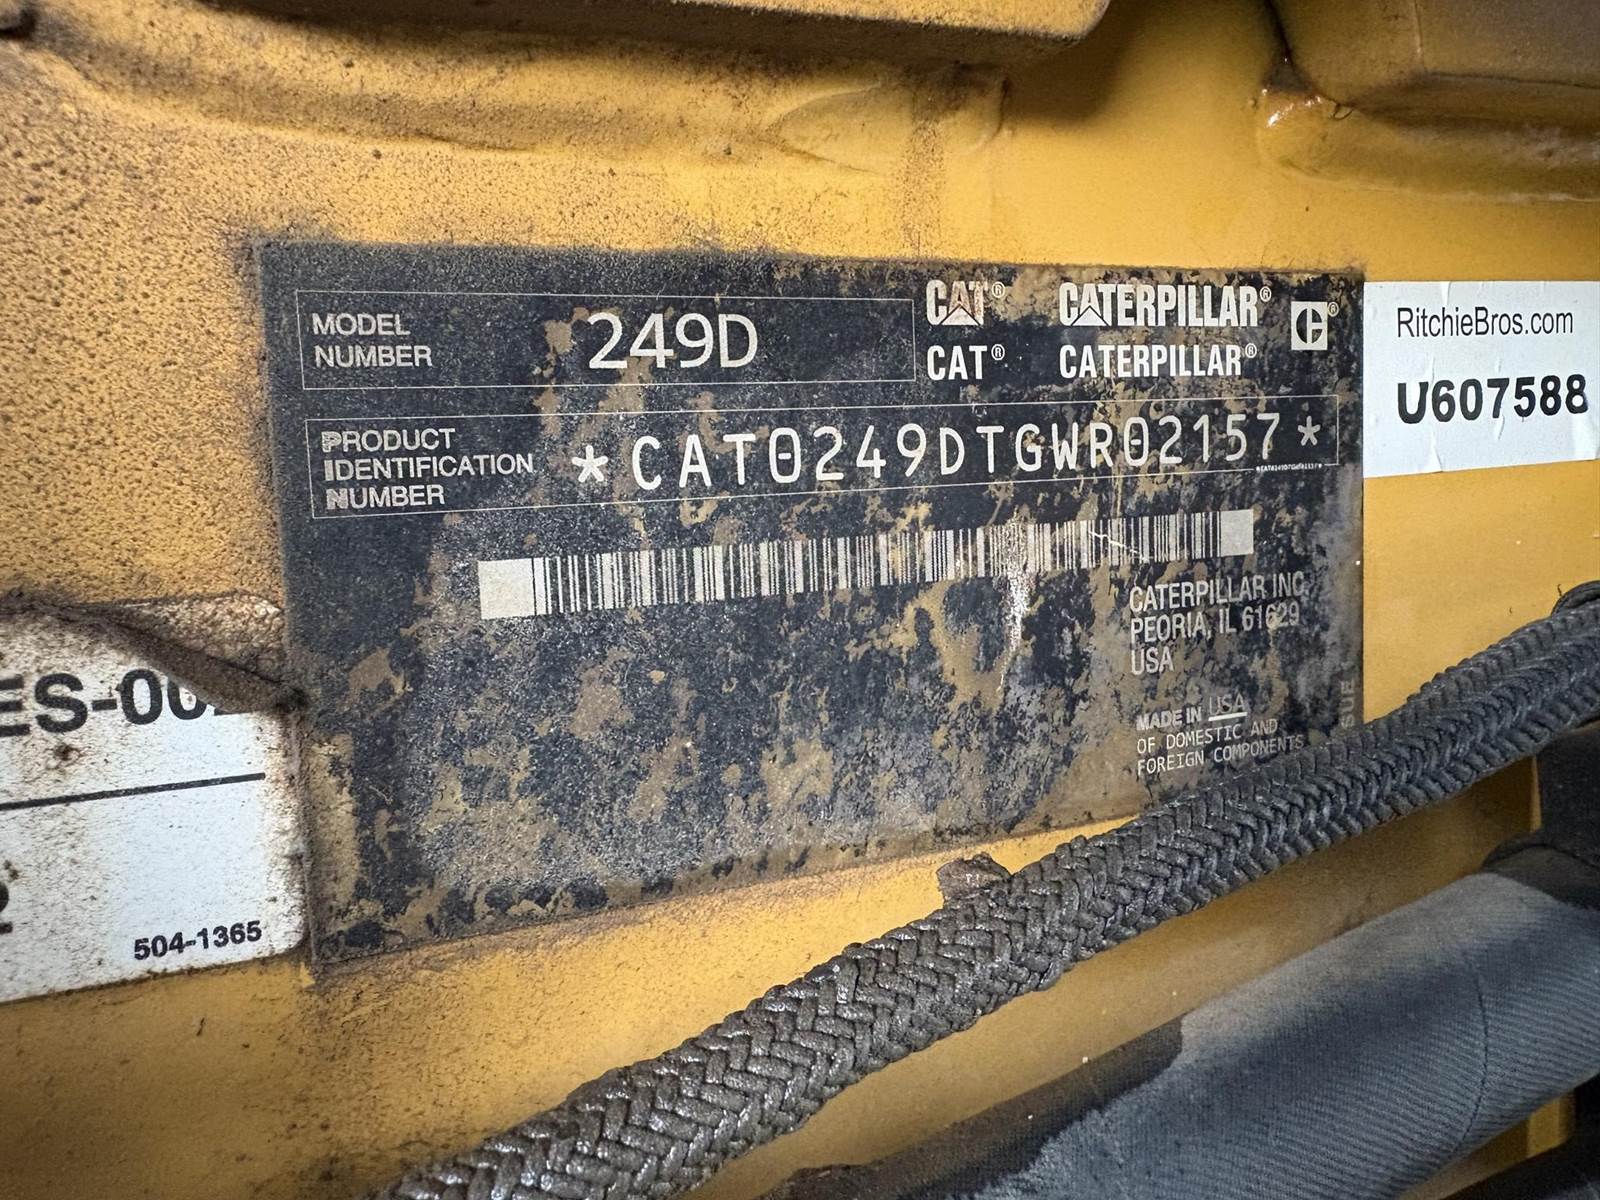 MODEL
NUMBER
249D
CAT® CATERPILLAR®
CAT® CATERPILLAR®
PRODUCT
IDENTIFICATION
NUMBER
*CAT0249DTGWR02157*
CATERPILLAR INC.
PEORIA, IL 61629
USA
MADE IN USA
OF DOMESTIC AND
FOREIGN COMPONENTS
RitchieBros.com
U607588
504-1365